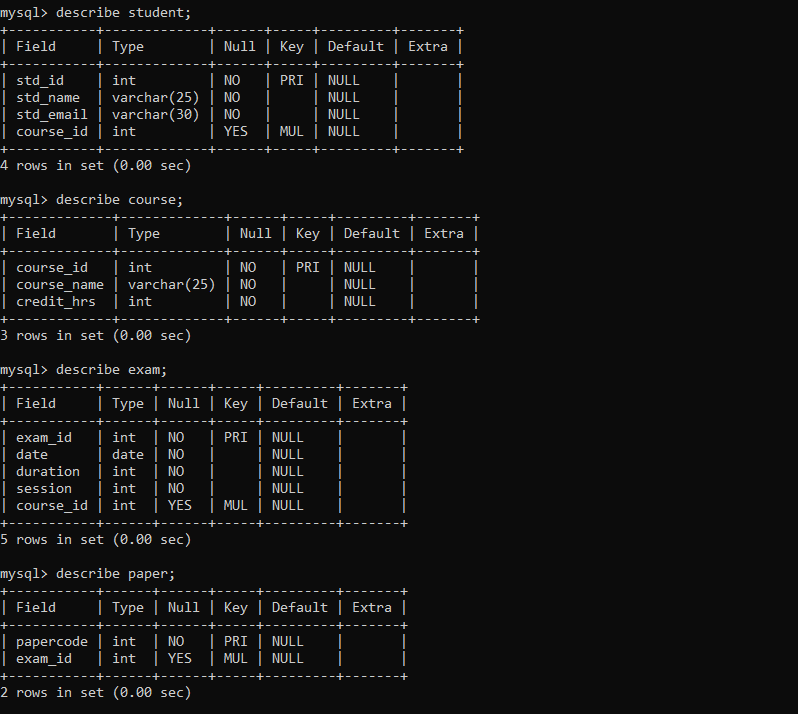 mysql> describe student;
+-----------+-------------+------+-----+---------+-------+
| Field     | Type        | Null | Key | Default | Extra |
+-----------+-------------+------+-----+---------+-------+
| std_id    | int         | NO   | PRI | NULL    |       |
| std_name  | varchar(25) | NO   |     | NULL    |       |
| std_email | varchar(30) | NO   |     | NULL    |       |
| course_id | int         | YES  | MUL | NULL    |       |
+-----------+-------------+------+-----+---------+-------+
4 rows in set (0.00 sec)

mysql> describe course;
+-------------+-------------+------+-----+---------+-------+
| Field       | Type        | Null | Key | Default | Extra |
+-------------+-------------+------+-----+---------+-------+
| course_id   | int         | NO   | PRI | NULL    |       |
| course_name | varchar(25) | NO   |     | NULL    |       |
| credit_hrs  | int         | NO   |     | NULL    |       |
+-------------+-------------+------+-----+---------+-------+
3 rows in set (0.00 sec)

mysql> describe exam;
+-----------+------+------+-----+---------+-------+
| Field     | Type | Null | Key | Default | Extra |
+-----------+------+------+-----+---------+-------+
| exam_id   | int  | NO   | PRI | NULL    |       |
| date      | date | NO   |     | NULL    |       |
| duration  | int  | NO   |     | NULL    |       |
| session   | int  | NO   |     | NULL    |       |
| course_id | int  | YES  | MUL | NULL    |       |
+-----------+------+------+-----+---------+-------+
5 rows in set (0.00 sec)

mysql> describe paper;
+-----------+------+------+-----+---------+-------+
| Field     | Type | Null | Key | Default | Extra |
+-----------+------+------+-----+---------+-------+
| papercode | int  | NO   | PRI | NULL    |       |
| exam_id   | int  | YES  | MUL | NULL    |       |
+-----------+------+------+-----+---------+-------+
2 rows in set (0.00 sec)